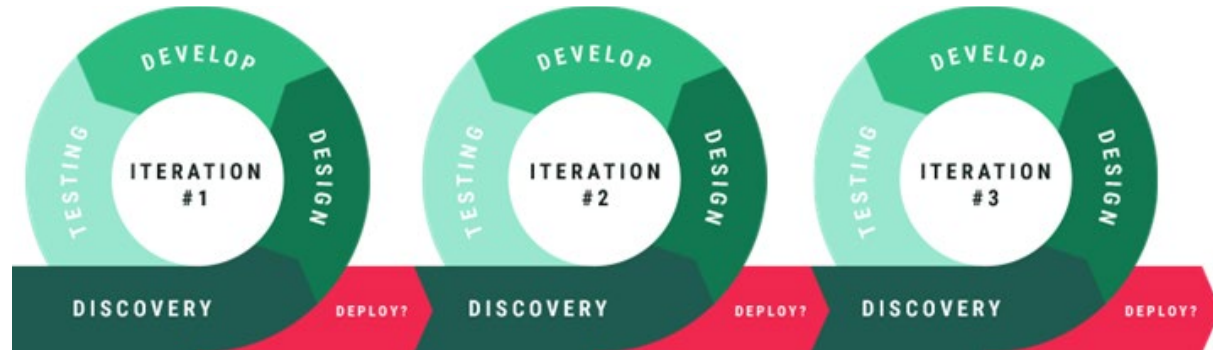 DEVELOP
TESTING
DESIGN
ITERATION
#1
DISCOVERY
DEPLOY?
DEVELOP
TESTING
DESIGN
ITERATION
#2
DISCOVERY
DEPLOY?
DEVELOP
TESTING
DESIGN
ITERATION
#3
DISCOVERY
DEPLOY?